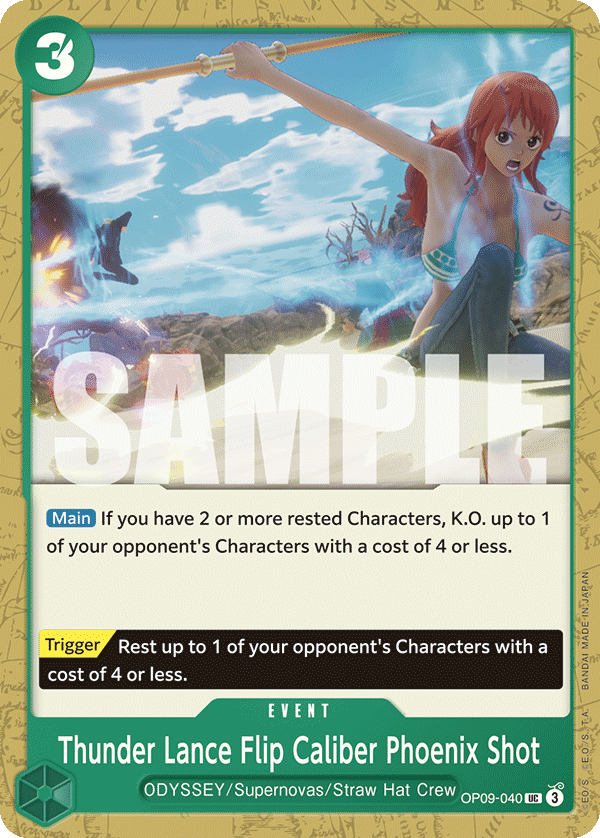 3
SAMPLE
Main If you have 2 or more rested Characters, K.O. up to 1
of your opponent's Characters with a cost of 4 or less.
Trigger Rest up to 1 of your opponent's Characters with a
cost of 4 or less.
EVENT
Thunder Lance Flip Caliber Phoenix Shot
ODYSSEY/Supernovas/Straw Hat Crew
OP09-040 UC 3
BANDAI MADE IN JAPAN